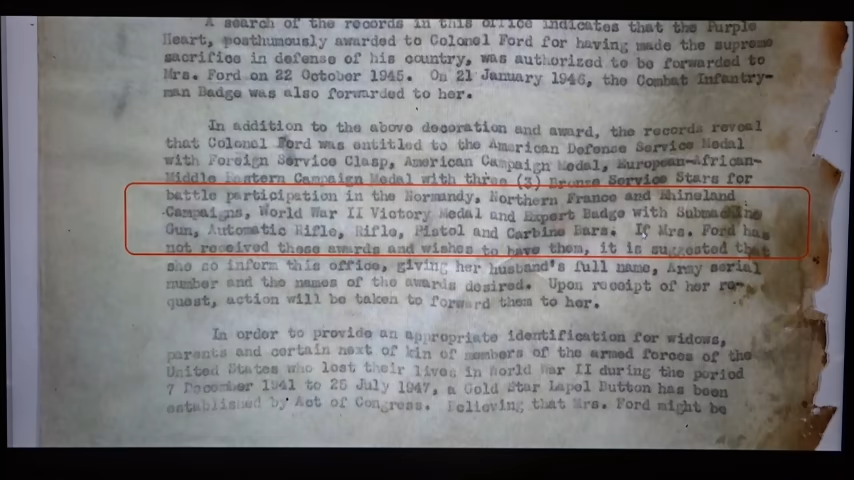 A search of the records in this office indicates that the Purple
Heart, posthumously awarded to Colonel Ford for having made the supreme
sacrifice in defense of his country, was authorized to be forwarded to
Mrs. Ford on 22 October 1945. On 21 January 1946, the Combat Infantry-
man Badge was also forwarded to her.
In addition to the above decoration and award, the records reveal
that Colonel Ford was entitled to the American Defense Service Medal
with Foreign Service Clasp, American Campaign Medal, European-African-
Middle Eastern Campaign Medal with three (3) Bronze Service Stars for
battle participation in the Normandy, Northern France and Rhineland
Campaigns, World War II Victory Medal and Expert Badge with Submachine
Gun, Automatic Rifle, Rifle, Pistol and Carbine Bars. If Mrs. Ford has
not received these awards and wishes to have them, it is suggested that
she so inform this office, giving her husband's full name, Army serial
number and the names of the awards desired. Upon receipt of her re-
quest, action will be taken to forward them to her.
In order to provide an appropriate identification for widows,
parents and certain next of kin of members of the armed forces of the
United States who lost their lives in World War II during the period
7 December 1941 to 25 July 1947, a Gold Star Lapel Button has been
established by Act of Congress. Believing that Mrs. Ford might be